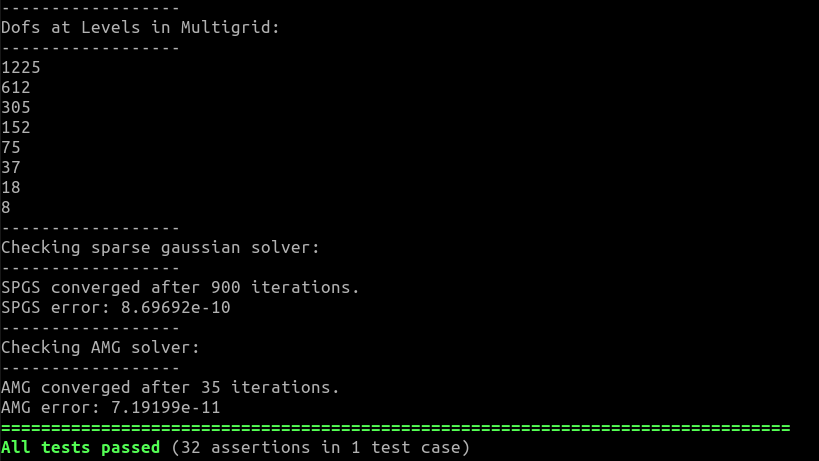 ------------------
Dofs at Levels in Multigrid:
------------------
1225
612
305
152
75
37
18
8
------------------
Checking sparse gaussian solver:
------------------
SPGS converged after 900 iterations.
SPGS error: 8.69692e-10
------------------
Checking AMG solver:
------------------
AMG converged after 35 iterations.
AMG error: 7.19199e-11
===============================================================================
All tests passed (32 assertions in 1 test case)